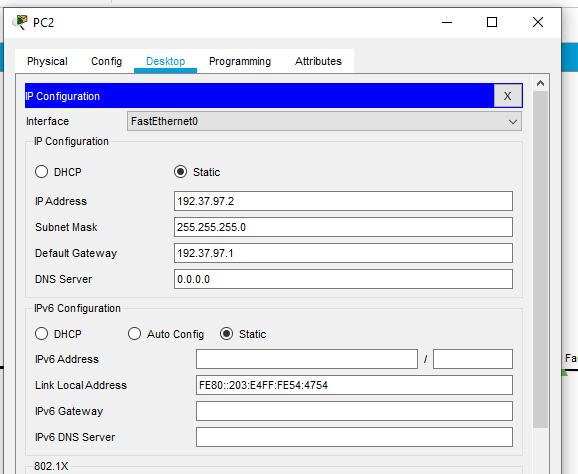 PC2
Physical Config Desktop Programming Attributes
IP Configuration X
Interface FastEthernet0
IP Configuration
DHCP Static
IP Address 192.37.97.2
Subnet Mask 255.255.255.0
Default Gateway 192.37.97.1
DNS Server 0.0.0.0
IPv6 Configuration
DHCP Auto Config Static
IPv6 Address /
Link Local Address FE80::203:E4FF:FE54:4754
IPv6 Gateway
IPv6 DNS Server
802.1X
Fa